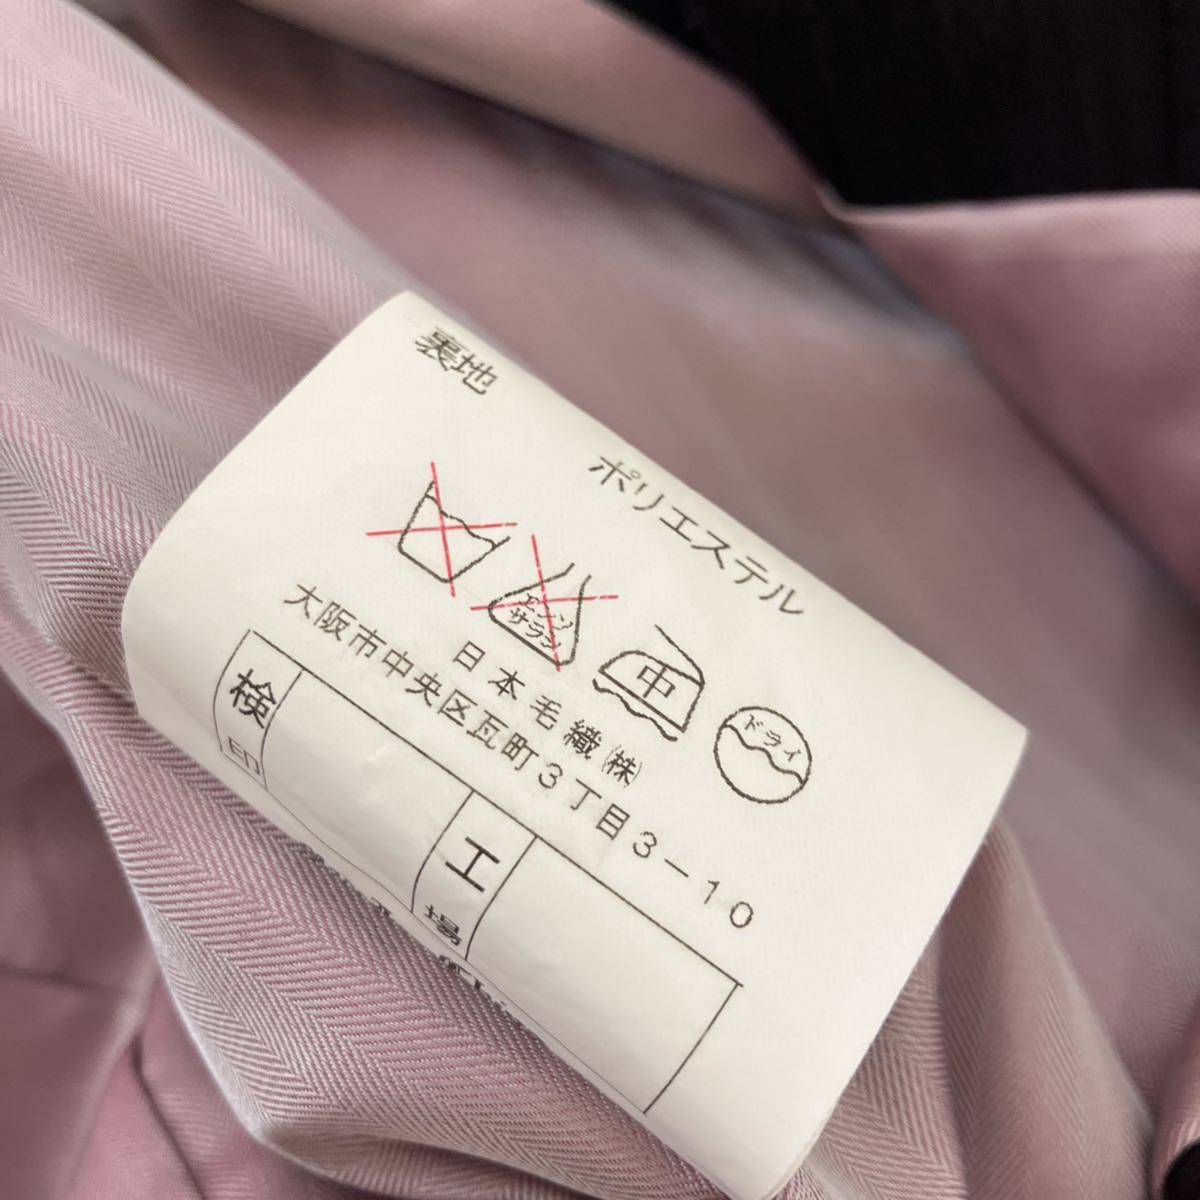 裏地
ポリエステル
エンソ
サラシ
中
ドライ
日本毛織㈱
大阪市中央区瓦町3丁目3-10
検印
工場